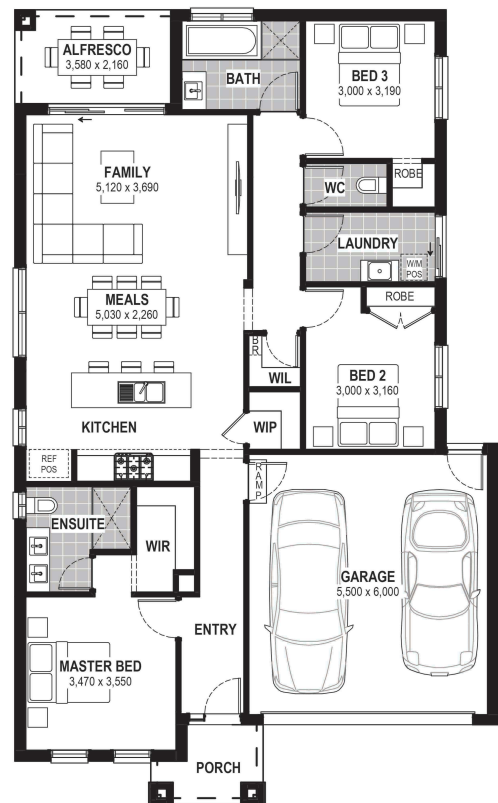 ALFRESCO
3,580 x 2,160
BATH
BED 3
3,000 x 3,190
FAMILY
5,120 x 3,690
WC
ROBE
LAUNDRY
W/M
POS
MEALS
5,030 x 2,260
ROBE
BR
WIL
BED 2
3,000 x 3,160
KITCHEN
WIP
REF
POS
RAMP
ENSUITE
WIR
GARAGE
5,500 x 6,000
ENTRY
MASTER BED
3,470 x 3,550
PORCH